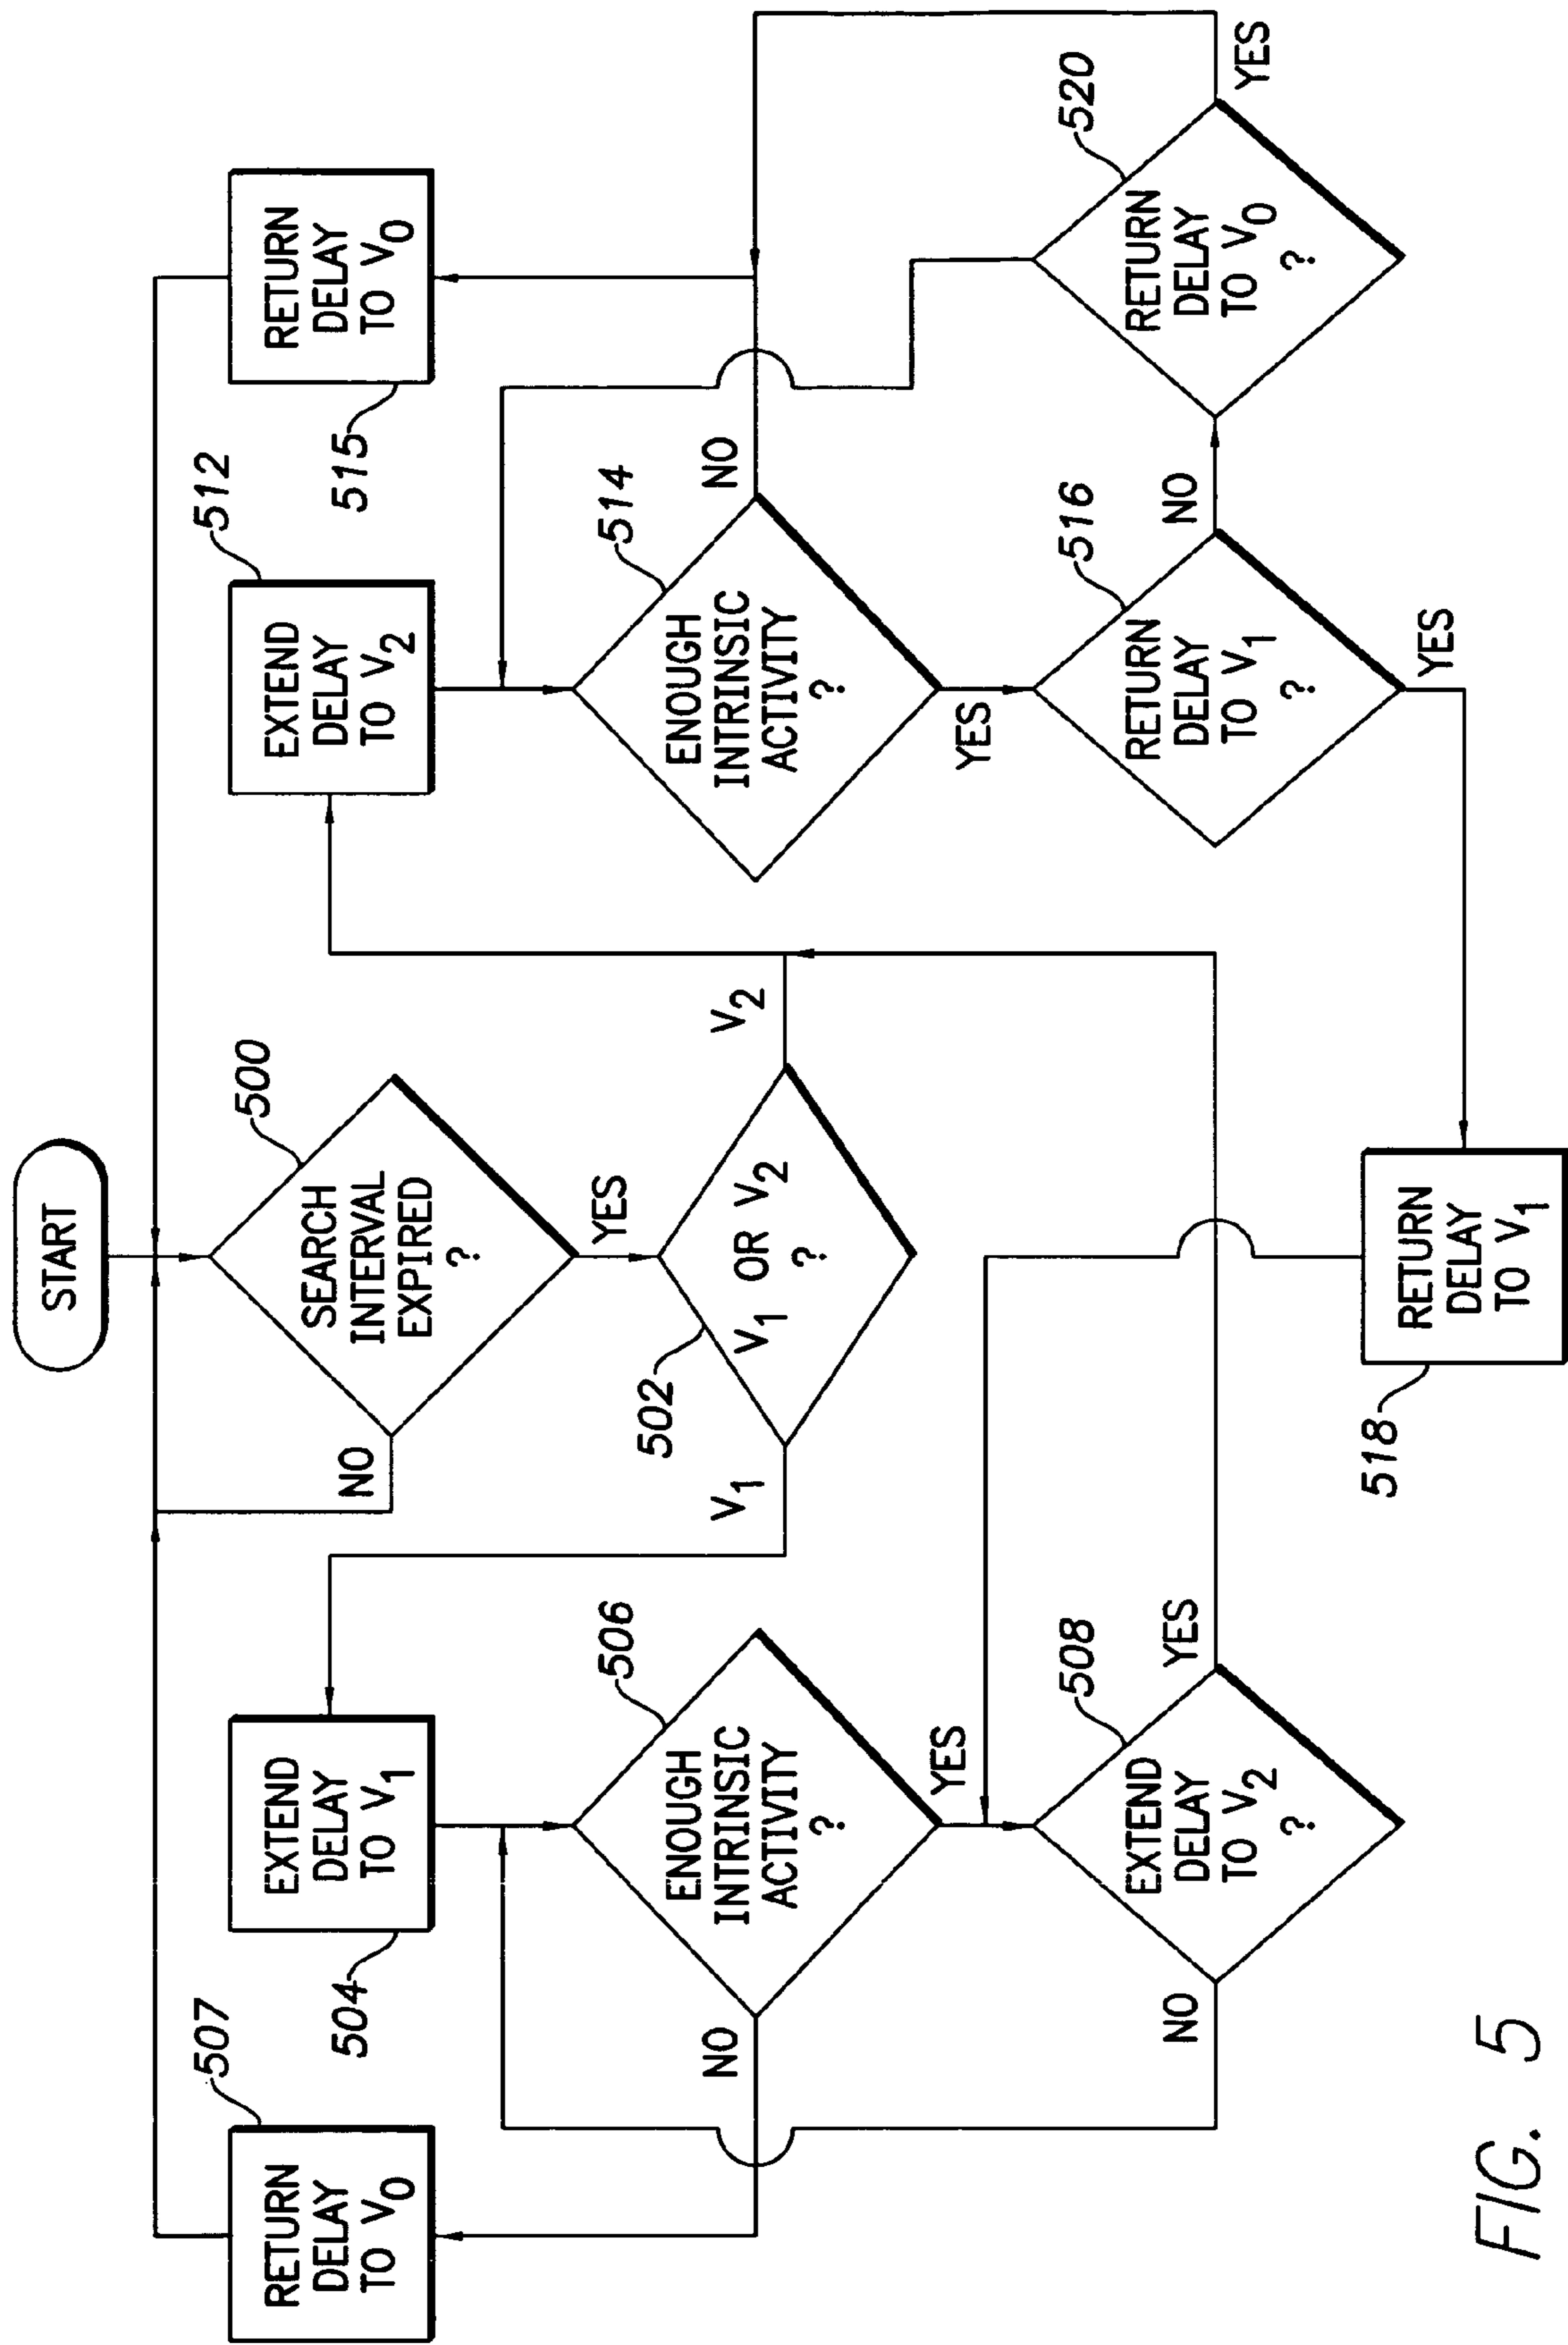 START
507
RETURN
DELAY
TO V0
504
EXTEND
DELAY
TO V1
500
SEARCH
INTERVAL
EXPIRED
?
NO
YES
512
EXTEND
DELAY
TO V2
515
RETURN
DELAY
TO V0
506
ENOUGH
INTRINSIC
ACTIVITY
?
NO
YES
502
V1 OR V2
?
V1
V2
514
ENOUGH
INTRINSIC
ACTIVITY
?
NO
YES
508
EXTEND
DELAY
TO V2
?
NO
YES
516
RETURN
DELAY
TO V1
?
NO
YES
520
RETURN
DELAY
TO V0
?
YES
518
RETURN
DELAY
TO V1
FIG. 5